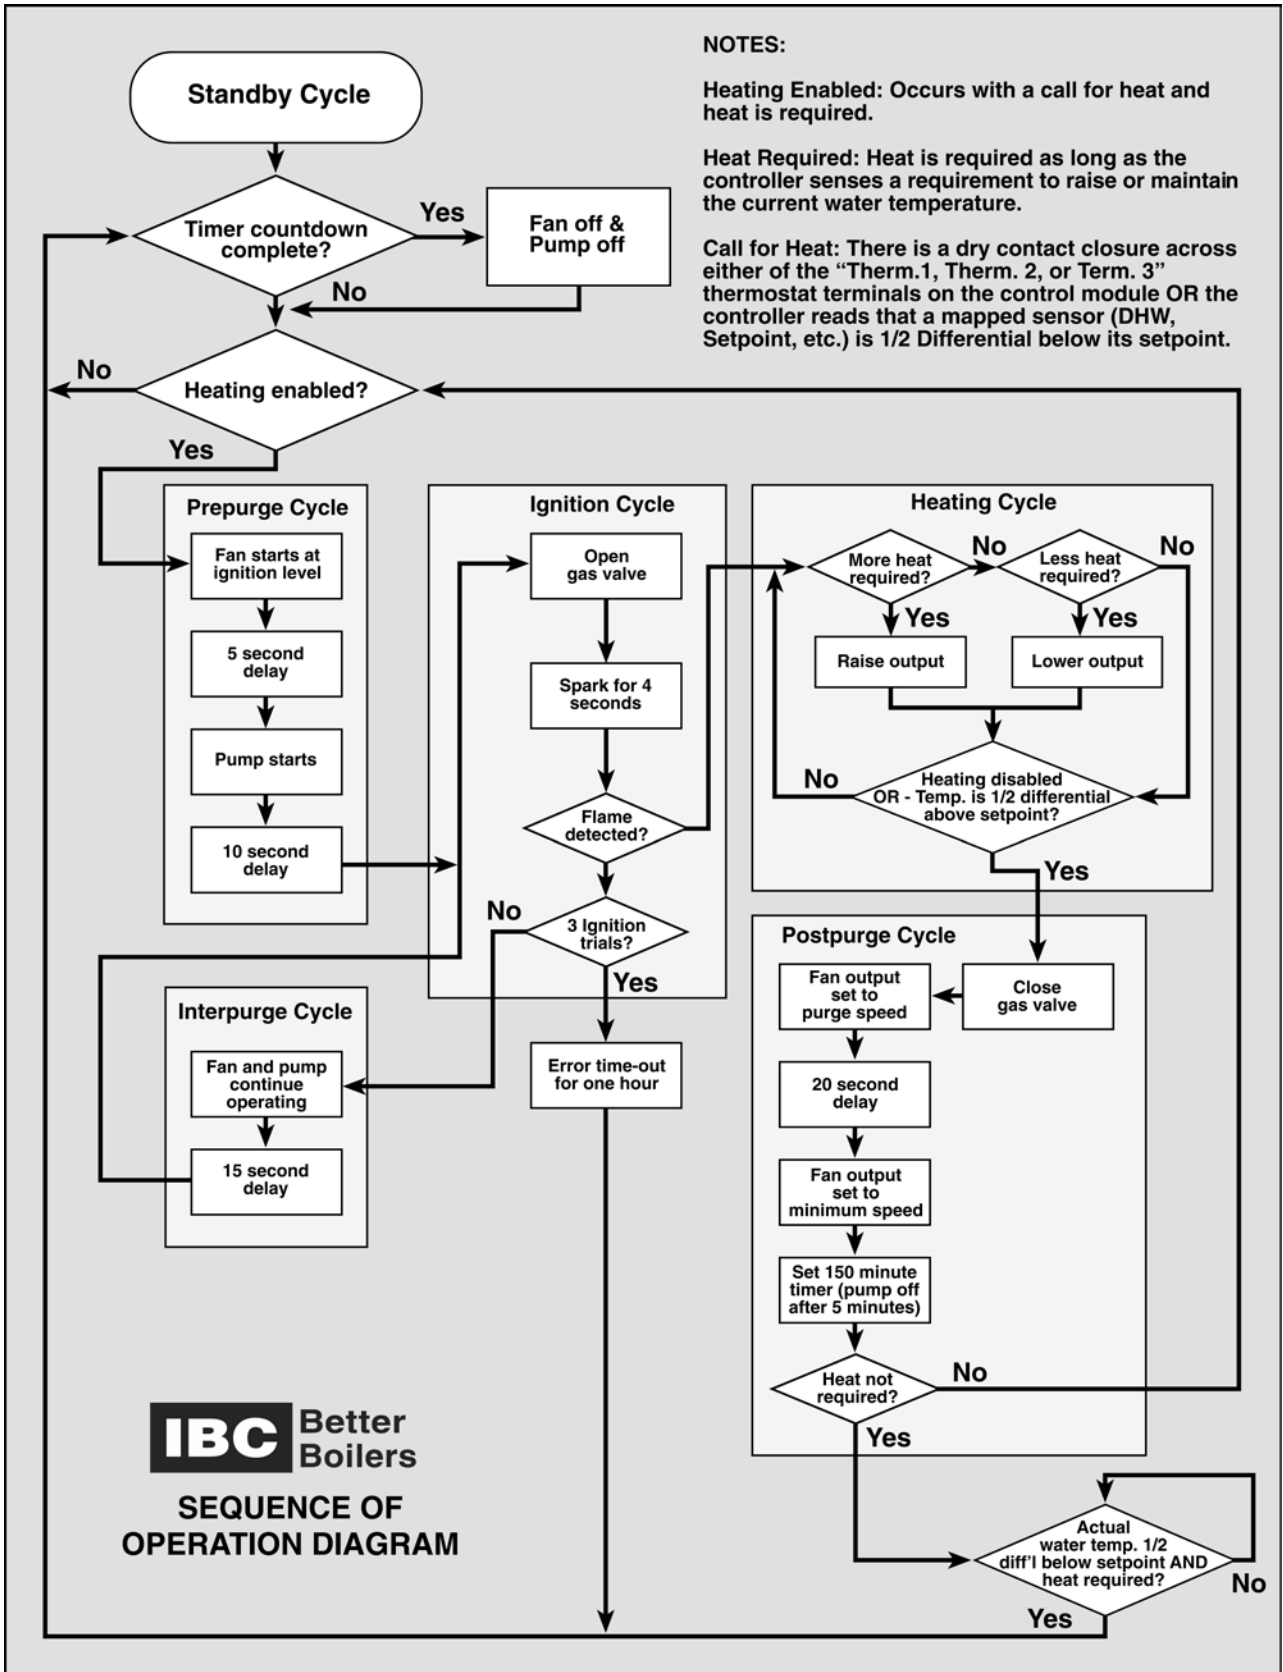 NOTES:
Heating Enabled: Occurs with a call for heat and
heat is required.
Heat Required: Heat is required as long as the
controller senses a requirement to raise or maintain
the current water temperature.
Call for Heat: There is a dry contact closure across
either of the “Therm.1, Therm. 2, or Term. 3”
thermostat terminals on the control module OR the
controller reads that a mapped sensor (DHW,
Setpoint, etc.) is 1/2 Differential below its setpoint.
Standby Cycle
Timer countdown
complete?
Yes
Fan off &
Pump off
No
Heating enabled?
No
Yes
Prepurge Cycle
Fan starts at
ignition level
5 second
delay
Pump starts
10 second
delay
Ignition Cycle
Open
gas valve
Spark for 4
seconds
Flame
detected?
3 Ignition
trials?
No
Yes
Error time-out
for one hour
Interpurge Cycle
Fan and pump
continue
operating
15 second
delay
Heating Cycle
More heat
required?
No
Less heat
required?
No
Yes
Yes
Raise output
Lower output
Heating disabled
OR - Temp. is 1/2 differential
above setpoint?
No
Yes
Postpurge Cycle
Close
gas valve
Fan output
set to
purge speed
20 second
delay
Fan output
set to
minimum speed
Set 150 minute
timer (pump off
after 5 minutes)
Heat not
required?
No
Yes
Actual
water temp. 1/2
diff'l below setpoint AND
heat required?
No
Yes
IBC Better
Boilers
SEQUENCE OF
OPERATION DIAGRAM